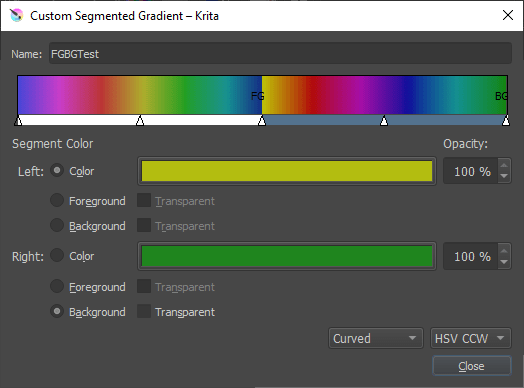 Custom Segmented Gradient – Krita
Name: FGBGTest
FG BG
Segment Color Opacity:
Left: Color 100 %
Foreground Transparent
Background Transparent
Right: Color 100 %
Foreground Transparent
Background Transparent
Curved HSV CCW
Close